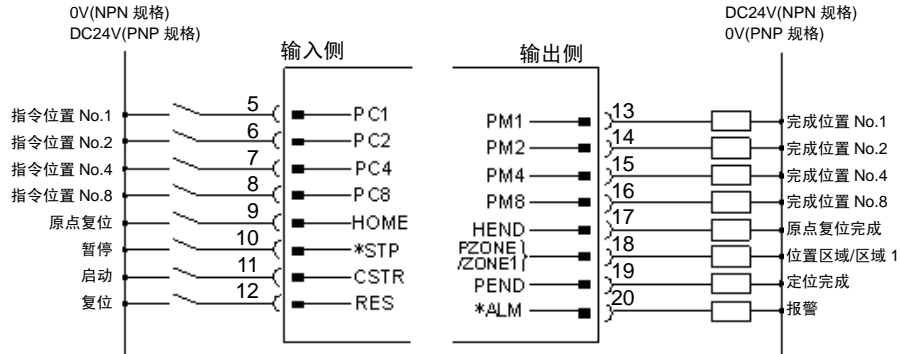 0V(NPN 规格)
DC24V(PNP 规格)
DC24V(NPN 规格)
0V(PNP 规格)
输入侧
输出侧
指令位置 No.1 5 PC1
指令位置 No.2 6 PC2
指令位置 No.4 7 PC4
指令位置 No.8 8 PC8
原点复位 9 HOME
暂停 10 *STP
启动 11 CSTR
复位 12 RES
PM1 13 完成位置 No.1
PM2 14 完成位置 No.2
PM4 15 完成位置 No.4
PM8 16 完成位置 No.8
HEND 17 原点复位完成
PZONE
/ZONE1 18 位置区域/区域 1
PEND 19 定位完成
*ALM 20 报警